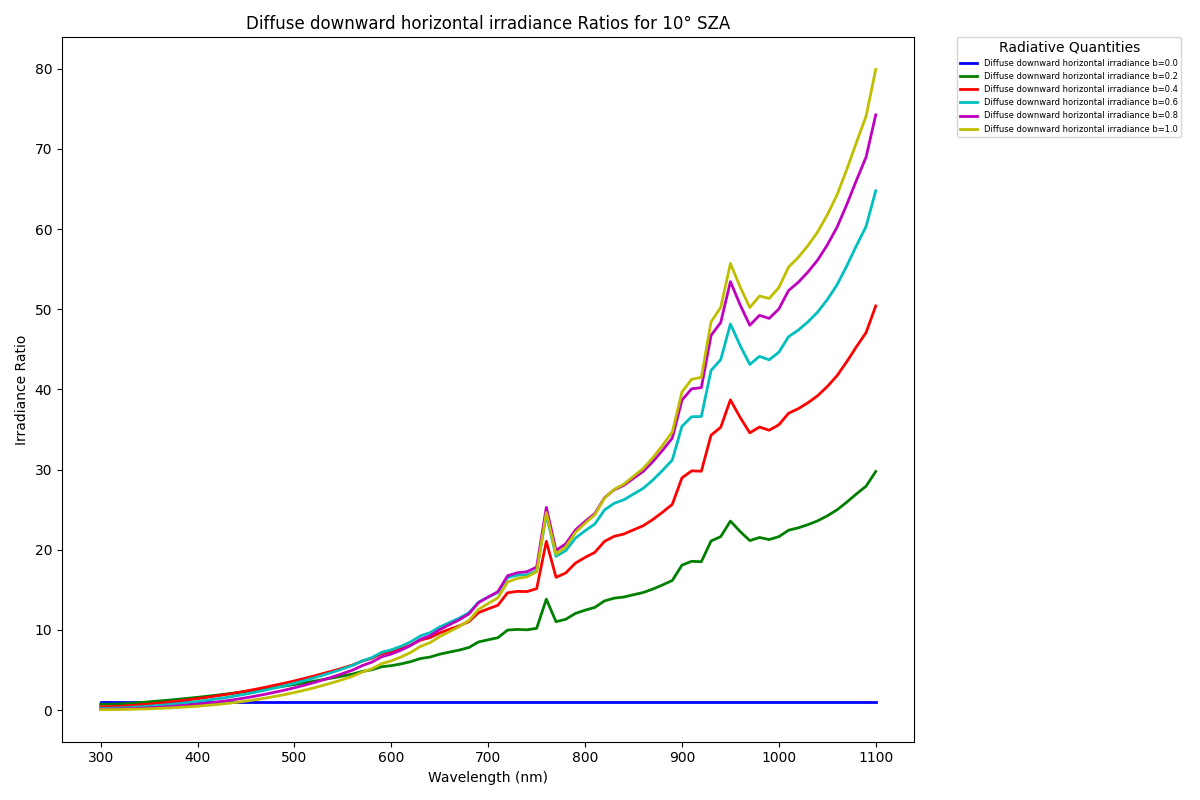 Diffuse downward horizontal irradiance Ratios for 10° SZA
Radiative Quantities
Diffuse downward horizontal irradiance b=0.0
Diffuse downward horizontal irradiance b=0.2
Diffuse downward horizontal irradiance b=0.4
Diffuse downward horizontal irradiance b=0.6
Diffuse downward horizontal irradiance b=0.8
Diffuse downward horizontal irradiance b=1.0
Irradiance Ratio
80
70
60
50
40
30
20
10
0
300 400 500 600 700 800 900 1000 1100
Wavelength (nm)